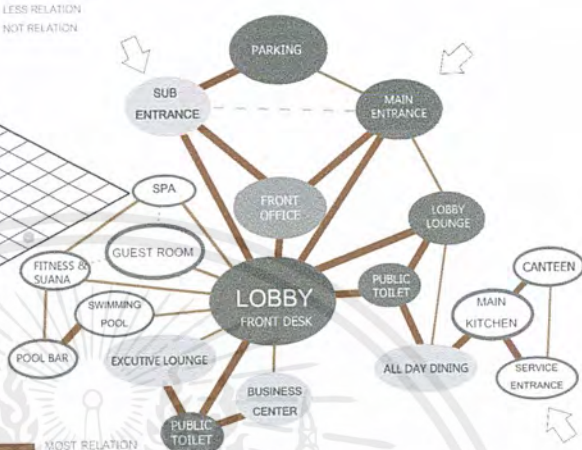 LESS RELATION
NOT RELATION
PARKING
SUB
ENTRANCE
MAIN
ENTRANCE
SPA
FRONT
OFFICE
LOBBY
LOUNGE
GUEST ROOM
FITNESS &
SUANA
CANTEEN
PUBLIC
TOILET
LOBBY
FRONT DESK
SWIMMING
POOL
MAIN
KITCHEN
POOL BAR
EXCUTIVE LOUNGE
ALL DAY DINING
SERVICE
ENTRANCE
BUSINESS
CENTER
PUBLIC
TOILET
MOST RELATION